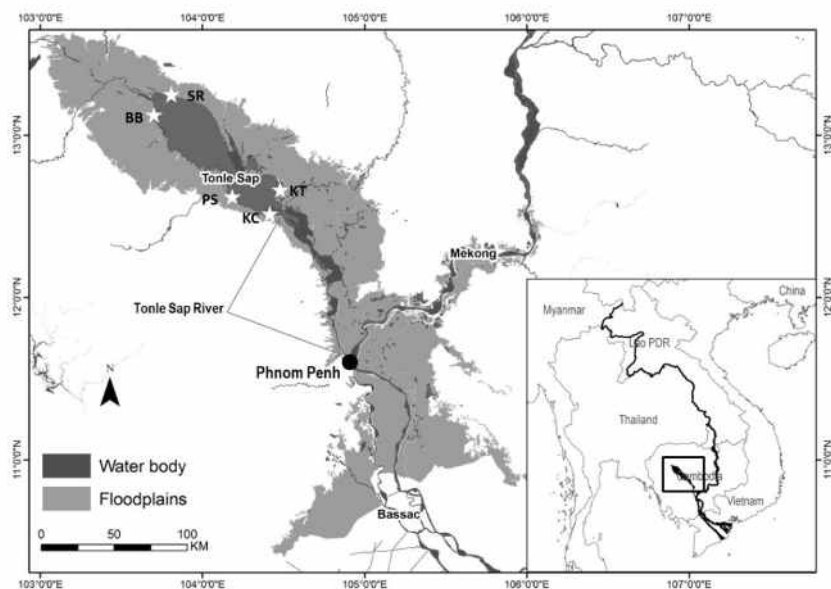 103°0'0"E
104°0'0"E
105°0'0"E
106°0'0"E
107°0'0"E
13°0'0"N
12°0'0"N
11°0'0"N
13°0'0"N
12°0'0"N
11°0'0"N
SR
BB
Tonle Sap
KT
PS
KC
Mekong
Tonle Sap River
Phnom Penh
N
Water body
Floodplains
0 50 100
KM
Bassac
China
Myanmar
Lao PDR
Thailand
Cambodia
Vietnam
103°0'0"E
104°0'0"E
105°0'0"E
106°0'0"E
107°0'0"E